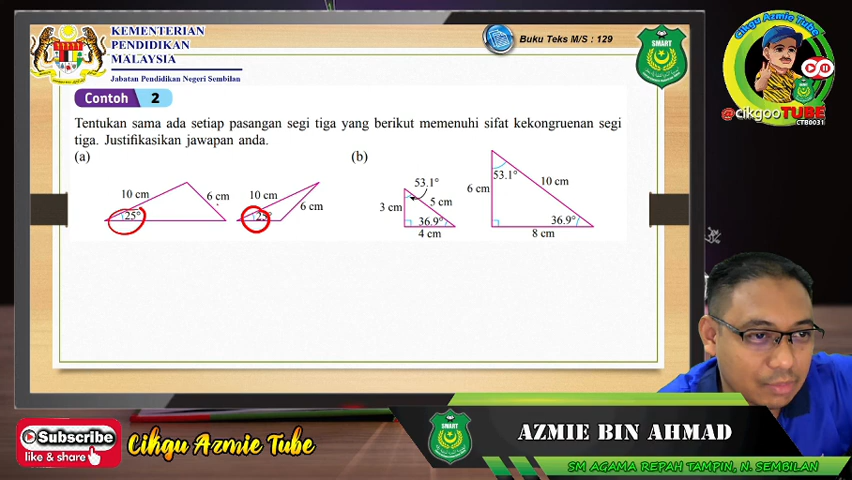 KEMENTERIAN
PENDIDIKAN
MALAYSIA
Jabatan Pendidikan Negeri Sembilan
Buku Teks M/S : 129
SMART
Cikgu Azmie Tube
@cikgooTUBE
CTB0031
Contoh 2
Tentukan sama ada setiap pasangan segi tiga yang berikut memenuhi sifat kekongruenan segi
tiga. Justifikasikan jawapan anda.
(a)
(b)
10 cm
6 cm
25°
10 cm
6 cm
25°
53.1°
3 cm
5 cm
36.9°
4 cm
53.1°
6 cm
10 cm
36.9°
8 cm
Subscribe
like & share
Cikgu Azmie Tube
SMART
AZMIE BIN AHMAD
SM AGAMA REPAH TAMPIN, N. SEMBILAN